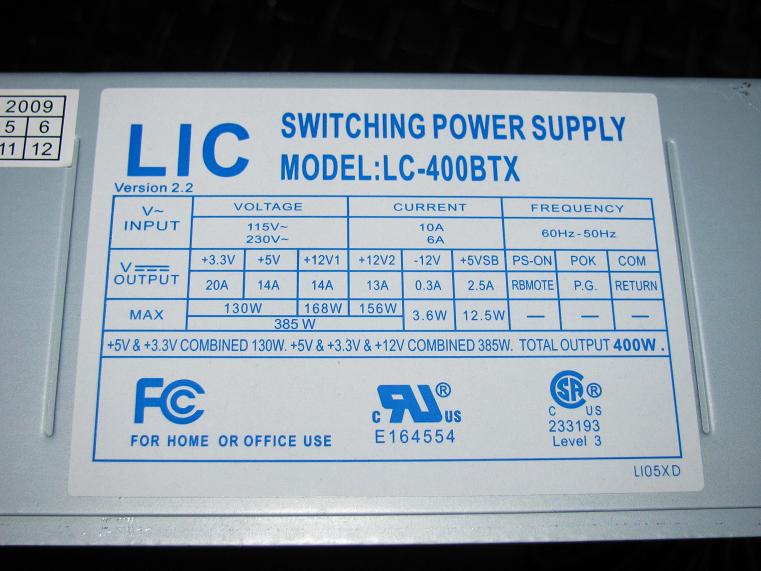 2009
5 6
11 12
LIC
SWITCHING POWER SUPPLY
MODEL:LC-400BTX
Version 2.2
V~ INPUT VOLTAGE CURRENT FREQUENCY
115V~ 10A 60Hz-50Hz
230V~ 6A
V OUTPUT +3.3V +5V +12V1 +12V2 -12V +5VSB PS-ON POK COM
20A 14A 14A 13A 0.3A 2.5A RBMOTE P.G. RETURN
MAX 130W 168W 156W 3.6W 12.5W — — —
385 W
+5V & +3.3V COMBINED 130W. +5V & +3.3V & +12V COMBINED 385W. TOTAL OUTPUT 400W .
FC
FOR HOME OR OFFICE USE
c RU ® US
E164554
SA ®
C US
233193
Level 3
LI05XD